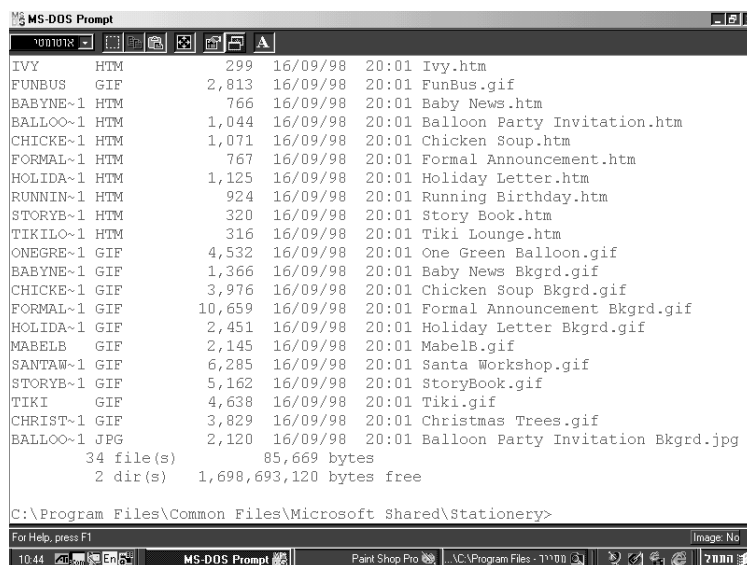 MS-DOS Prompt
אוטומטי
IVY HTM 299 16/09/98 20:01 Ivy.htm
FUNBUS GIF 2,813 16/09/98 20:01 FunBus.gif
BABYNE~1 HTM 766 16/09/98 20:01 Baby News.htm
BALLOO~1 HTM 1,044 16/09/98 20:01 Balloon Party Invitation.htm
CHICKE~1 HTM 1,071 16/09/98 20:01 Chicken Soup.htm
FORMAL~1 HTM 767 16/09/98 20:01 Formal Announcement.htm
HOLIDA~1 HTM 1,125 16/09/98 20:01 Holiday Letter.htm
RUNNIN~1 HTM 924 16/09/98 20:01 Running Birthday.htm
STORYB~1 HTM 320 16/09/98 20:01 Story Book.htm
TIKILO~1 HTM 316 16/09/98 20:01 Tiki Lounge.htm
ONEGRE~1 GIF 4,532 16/09/98 20:01 One Green Balloon.gif
BABYNE~1 GIF 1,366 16/09/98 20:01 Baby News Bkgrd.gif
CHICKE~1 GIF 3,976 16/09/98 20:01 Chicken Soup Bkgrd.gif
FORMAL~1 GIF 10,659 16/09/98 20:01 Formal Announcement Bkgrd.gif
HOLIDA~1 GIF 2,451 16/09/98 20:01 Holiday Letter Bkgrd.gif
MABELB GIF 2,145 16/09/98 20:01 MabelB.gif
SANTAW~1 GIF 6,285 16/09/98 20:01 Santa Workshop.gif
STORYB~1 GIF 5,162 16/09/98 20:01 StoryBook.gif
TIKI GIF 4,638 16/09/98 20:01 Tiki.gif
CHRIST~1 GIF 3,829 16/09/98 20:01 Christmas Trees.gif
BALLOO~1 JPG 2,120 16/09/98 20:01 Balloon Party Invitation Bkgrd.jpg
34 file(s) 85,669 bytes
2 dir(s) 1,698,693,120 bytes free
C:\Program Files\Common Files\Microsoft Shared\Stationery>
For Help, press F1 Image: No
10:44 En MS-DOS Prompt Paint Shop Pro ...\C:\Program Files - סייר התחל